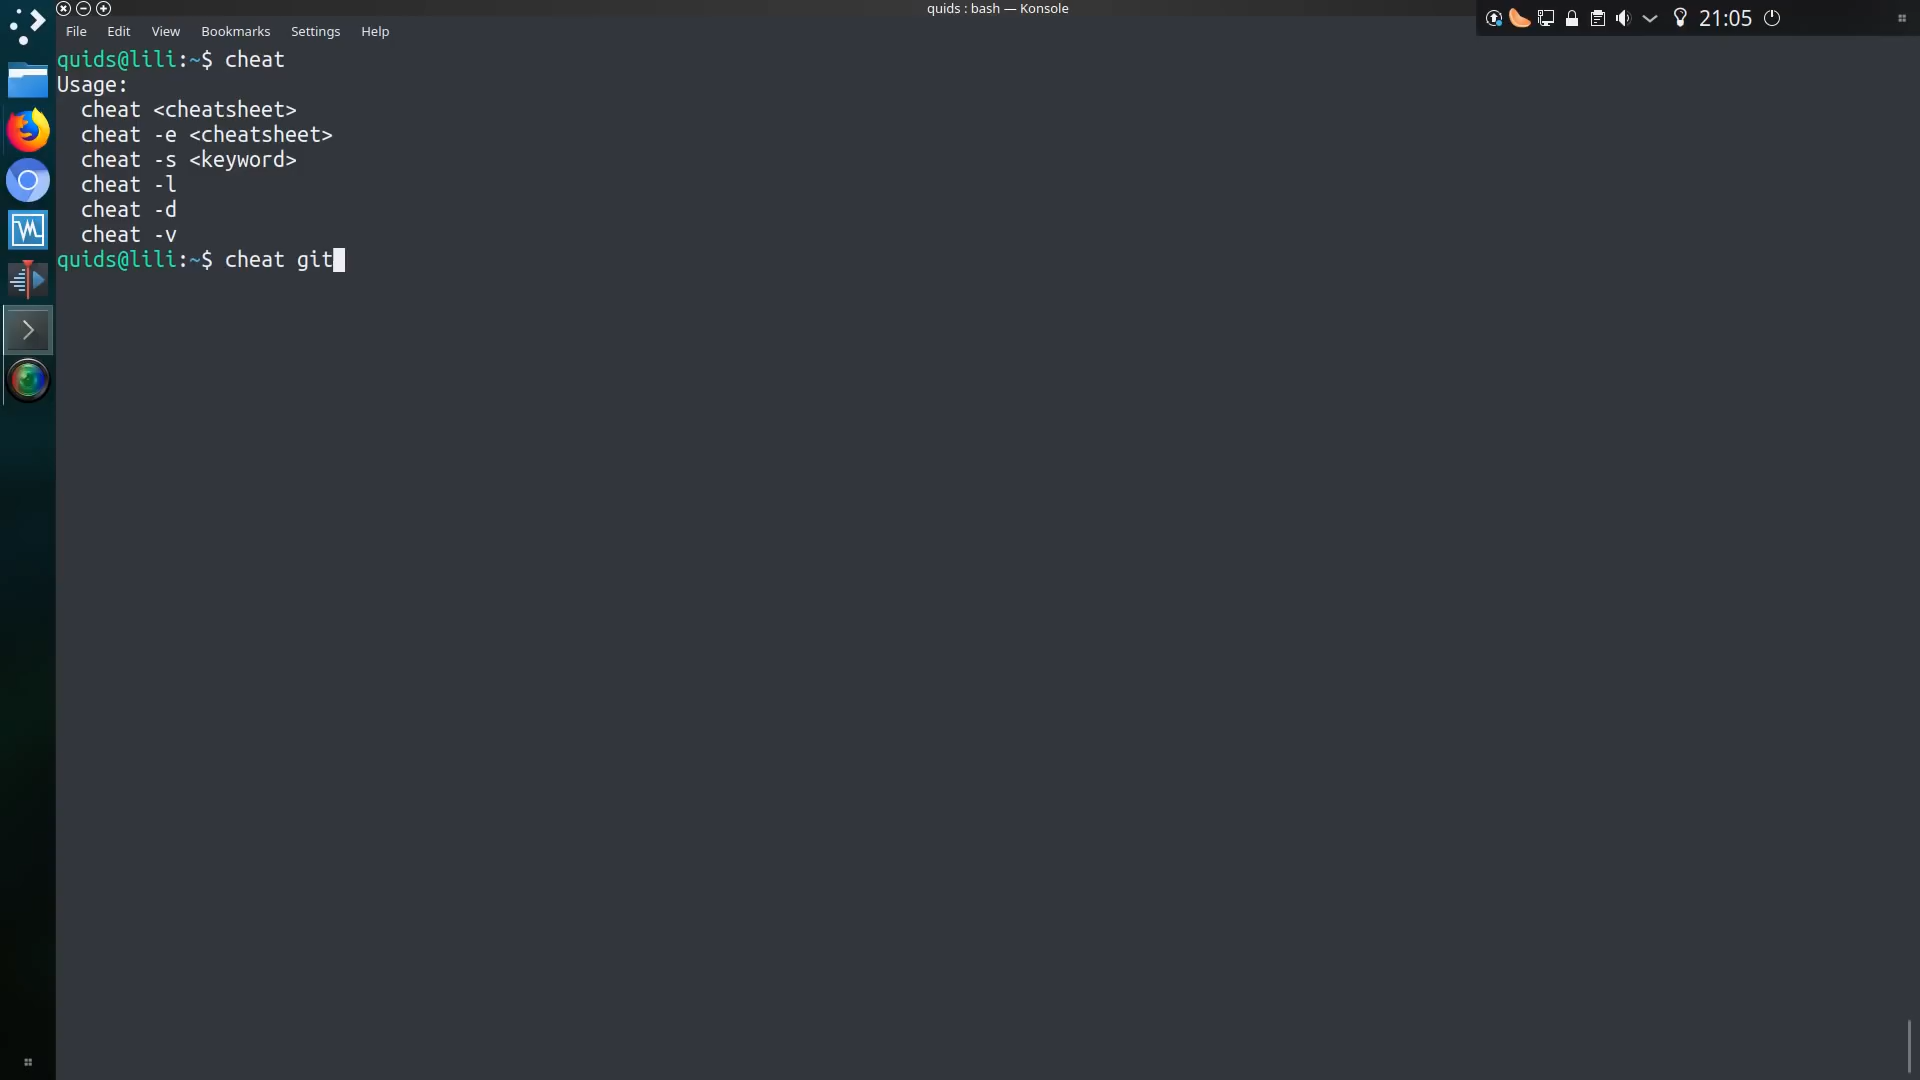 quids : bash — Konsole
21:05
File Edit View Bookmarks Settings Help
quids@lili:~$ cheat
Usage:
  cheat <cheatsheet>
  cheat -e <cheatsheet>
  cheat -s <keyword>
  cheat -l
  cheat -d
  cheat -v
quids@lili:~$ cheat git